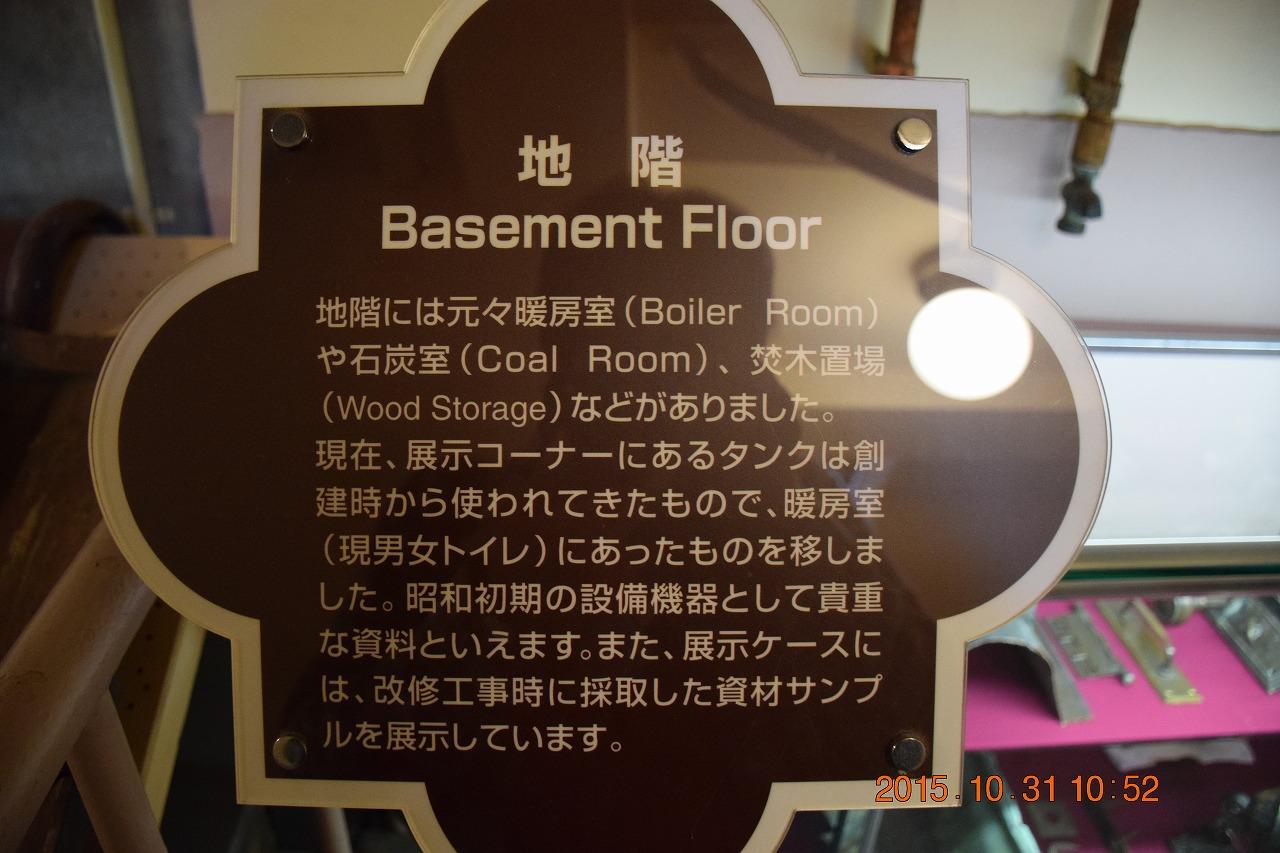 地 階
Basement Floor
地階には元々暖房室（Boiler Room）
や石炭室（Coal Room）、焚木置場
（Wood Storage）などがありました。
現在、展示コーナーにあるタンクは創
建時から使われてきたもので、暖房室
（現男女トイレ）にあったものを移しま
した。昭和初期の設備機器として貴重
な資料といえます。また、展示ケースに
は、改修工事時に採取した資材サンプ
ルを展示しています。
2015.10.31 10:52